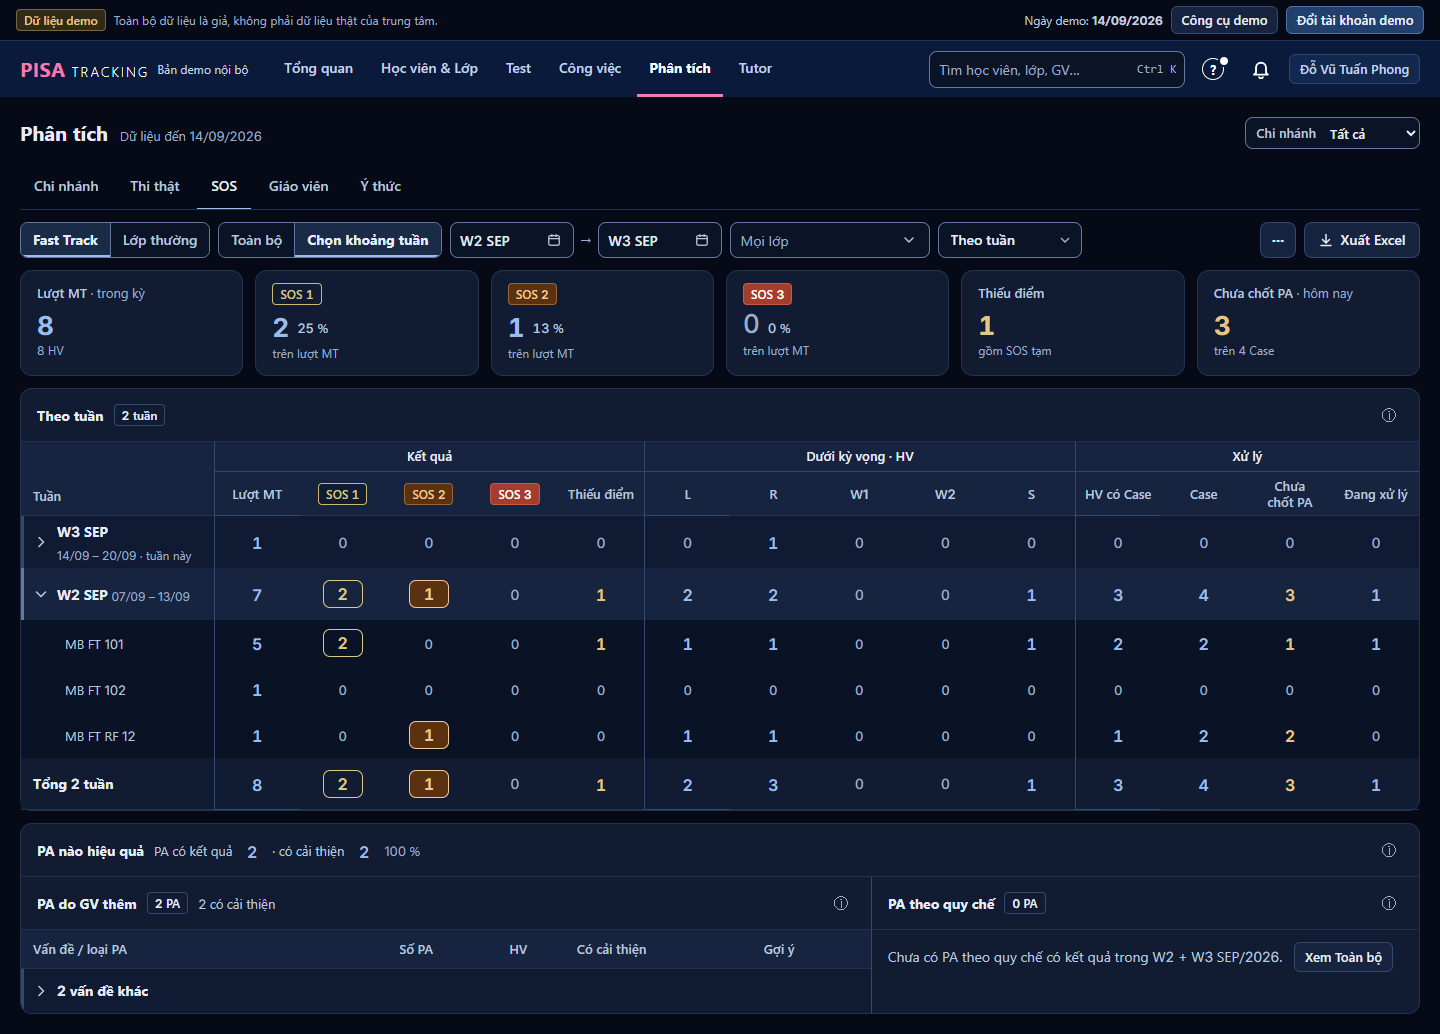 Dữ liệu demo Toàn bộ dữ liệu là giả, không phải dữ liệu thật của trung tâm. Ngày demo: 14/09/2026 Công cụ demo Đổi tài khoản demo
PISA TRACKING Bản demo nội bộ Tổng quan Học viên & Lớp Test Công việc Phân tích Tutor Tìm học viên, lớp, GV... Ctrl K ? Đỗ Vũ Tuấn Phong
Phân tích Dữ liệu đến 14/09/2026 Chi nhánh Tất cả
Chi nhánh Thi thật SOS Giáo viên Ý thức
Fast Track Lớp thường Toàn bộ Chọn khoảng tuần W2 SEP → W3 SEP Mọi lớp Theo tuần ... Xuất Excel
Lượt MT · trong kỳ SOS 1 SOS 2 SOS 3 Thiếu điểm Chưa chốt PA · hôm nay
8 2 25 % 1 13 % 0 0 % 1 3
8 HV trên lượt MT trên lượt MT trên lượt MT gồm SOS tạm trên 4 Case
Theo tuần 2 tuần
Kết quả Dưới kỳ vọng · HV Xử lý
Tuần Lượt MT SOS 1 SOS 2 SOS 3 Thiếu điểm L R W1 W2 S HV có Case Case Chưa chốt PA Đang xử lý
W3 SEP
14/09 – 20/09 · tuần này 1 0 0 0 0 0 1 0 0 0 0 0 0 0
W2 SEP 07/09 – 13/09 7 2 1 0 1 2 2 0 0 1 3 4 3 1
MB FT 101 5 2 0 0 1 1 1 0 0 1 2 2 1 1
MB FT 102 1 0 0 0 0 0 0 0 0 0 0 0 0 0
MB FT RF 12 1 0 1 0 0 1 1 0 0 0 1 2 2 0
Tổng 2 tuần 8 2 1 0 1 2 3 0 0 1 3 4 3 1
PA nào hiệu quả PA có kết quả 2 · có cải thiện 2 100 %
PA do GV thêm 2 PA 2 có cải thiện PA theo quy chế 0 PA
Vấn đề / loại PA Số PA HV Có cải thiện Gợi ý
Chưa có PA theo quy chế có kết quả trong W2 + W3 SEP/2026. Xem Toàn bộ
2 vấn đề khác